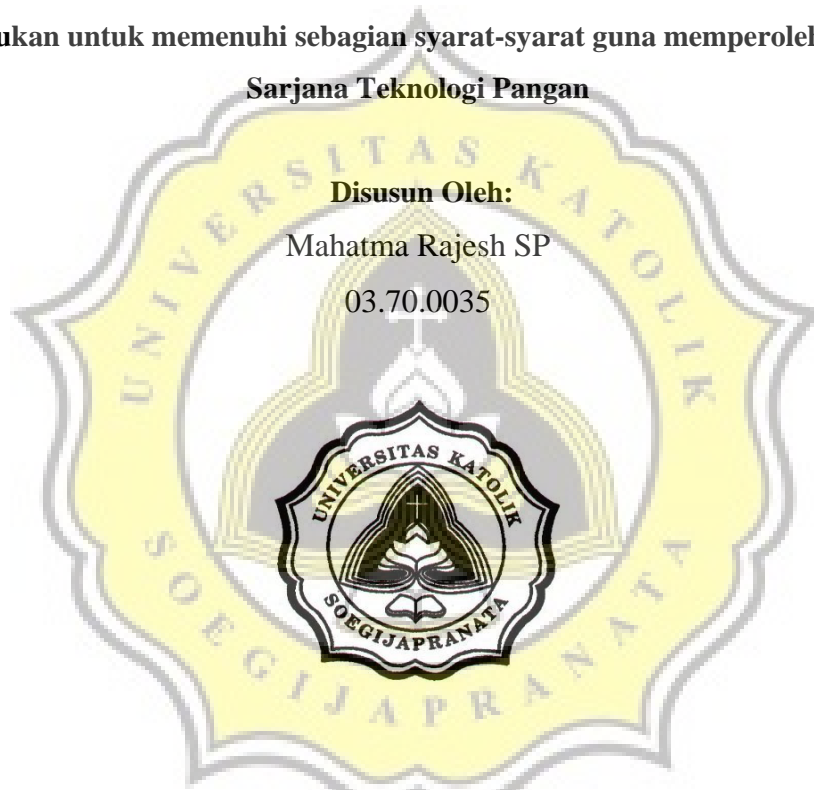 ukan untuk memenuhi sebagian syarat-syarat guna memperoleh
Sarjana Teknologi Pangan
Disusun Oleh:
Mahatma Rajesh SP
03.70.0035
UNIVERSITAS KATOLIK
SOEGIJAPRANATA
UNIVERSITAS KATOLIK
SOEGIJAPRANATA